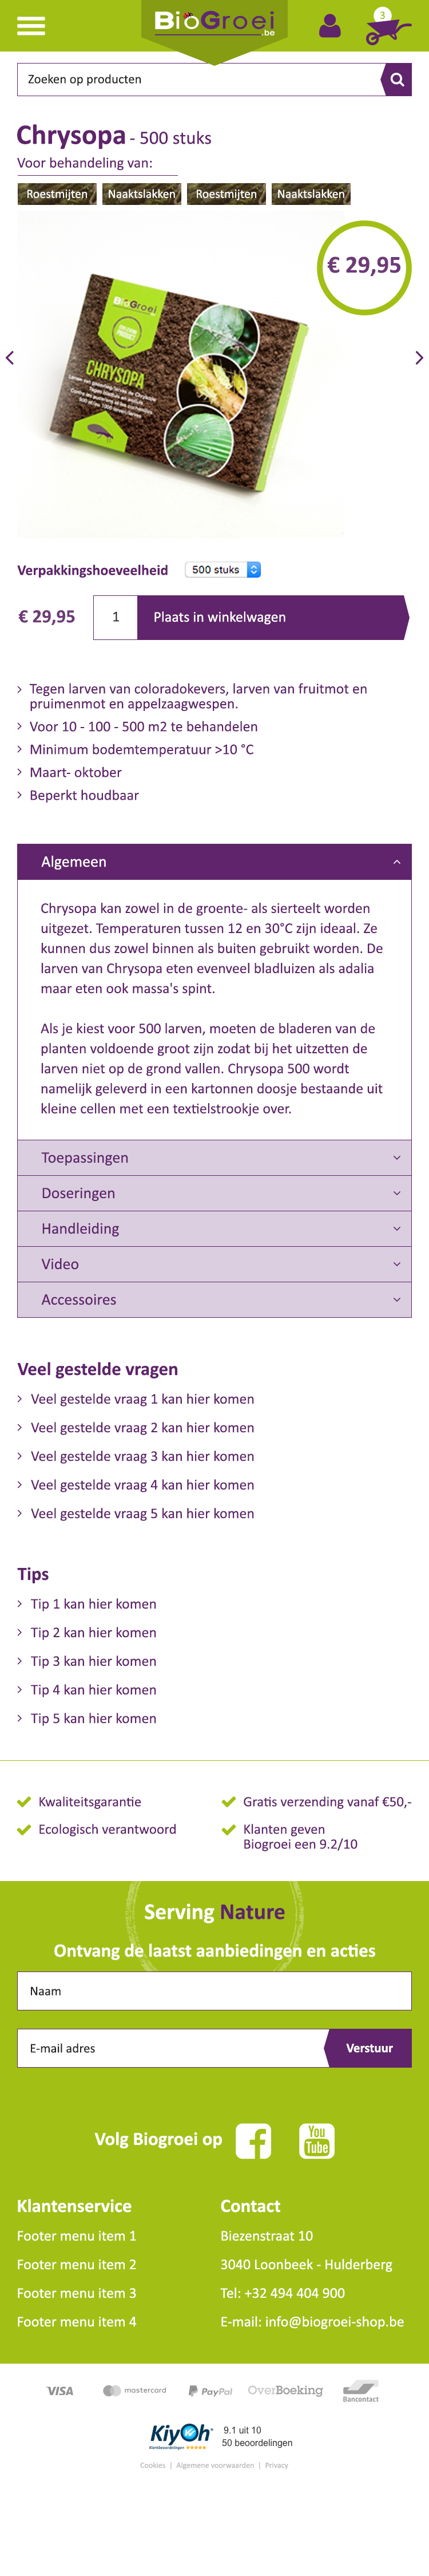 3
BioGroei
.be
Zoeken op producten
Chrysopa - 500 stuks
Voor behandeling van:
Roestmijten Naaktslakken Roestmijten Naaktslakken
€ 29,95
BioGroei
CHRYSOPA
Verpakkingshoeveelheid 500 stuks
€ 29,95 1 Plaats in winkelwagen
Tegen larven van coloradokevers, larven van fruitmot en
pruimenmot en appelzaagwespen.
Voor 10 - 100 - 500 m2 te behandelen
Minimum bodemtemperatuur >10 °C
Maart- oktober
Beperkt houdbaar
Algemeen
Chrysopa kan zowel in de groente- als sierteelt worden
uitgezet. Temperaturen tussen 12 en 30°C zijn ideaal. Ze
kunnen dus zowel binnen als buiten gebruikt worden. De
larven van Chrysopa eten evenveel bladluizen als adalia
maar eten ook massa's spint.
Als je kiest voor 500 larven, moeten de bladeren van de
planten voldoende groot zijn zodat bij het uitzetten de
larven niet op de grond vallen. Chrysopa 500 wordt
namelijk geleverd in een kartonnen doosje bestaande uit
kleine cellen met een textielstrookje over.
Toepassingen
Doseringen
Handleiding
Video
Accessoires
Veel gestelde vragen
Veel gestelde vraag 1 kan hier komen
Veel gestelde vraag 2 kan hier komen
Veel gestelde vraag 3 kan hier komen
Veel gestelde vraag 4 kan hier komen
Veel gestelde vraag 5 kan hier komen
Tips
Tip 1 kan hier komen
Tip 2 kan hier komen
Tip 3 kan hier komen
Tip 4 kan hier komen
Tip 5 kan hier komen
Kwaliteitsgarantie
Gratis verzending vanaf €50,-
Ecologisch verantwoord
Klanten geven
Biogroei een 9.2/10
Serving Nature
Ontvang de laatst aanbiedingen en acties
Naam
E-mail adres Verstuur
Volg Biogroei op
You
Tube
Klantenservice
Footer menu item 1
Footer menu item 2
Footer menu item 3
Footer menu item 4
Contact
Biezenstraat 10
3040 Loonbeek - Hulderberg
Tel: +32 494 404 900
E-mail: info@biogroei-shop.be
VISA mastercard PayPal OverBoeking Bancontact
KiyOh
Klantbeoordelingen
9.1 uit 10
50 beoordelingen
Cookies | Algemene voorwaarden | Privacy